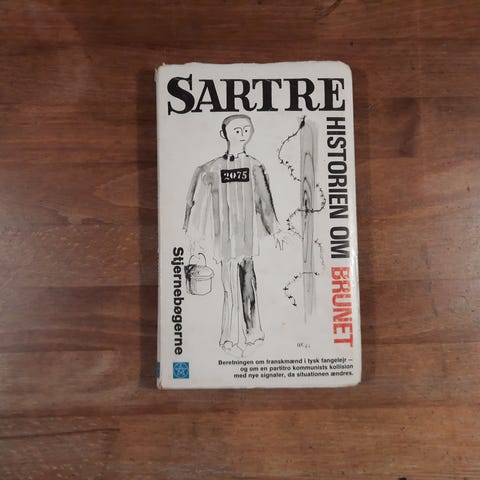 SARTRE
HISTORIEN OM BRUNET
2075
Stjernebøgerne
Beretningen om franskmænd i tysk fangelejr –
og om en partitro kommunists kollision
med nye signaler, da situationen ændres.